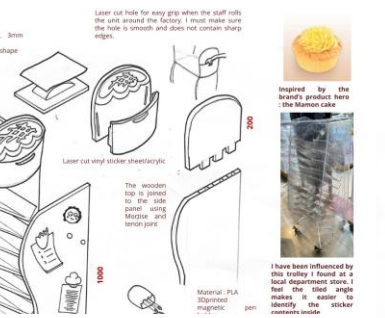 3mm
shape
Laser cut hole for easy grip when the staff rolls
the unit around the factory. I must make sure
the hole is smooth and does not contain sharp
edges.
Inspired by the
brand's product here
: the Mamon cake
200
Laser cut vinyl sticker sheet/acrylic
The wooden
top is joined
to the side
panel using
Mortise and
tenon joint
1000
I have been influenced by
this trolley I found at a
local department store. I
feel the tiled angle
makes it easier to
identify the sticker
contents inside
Material : PLA
3Dprinted
magnetic pen